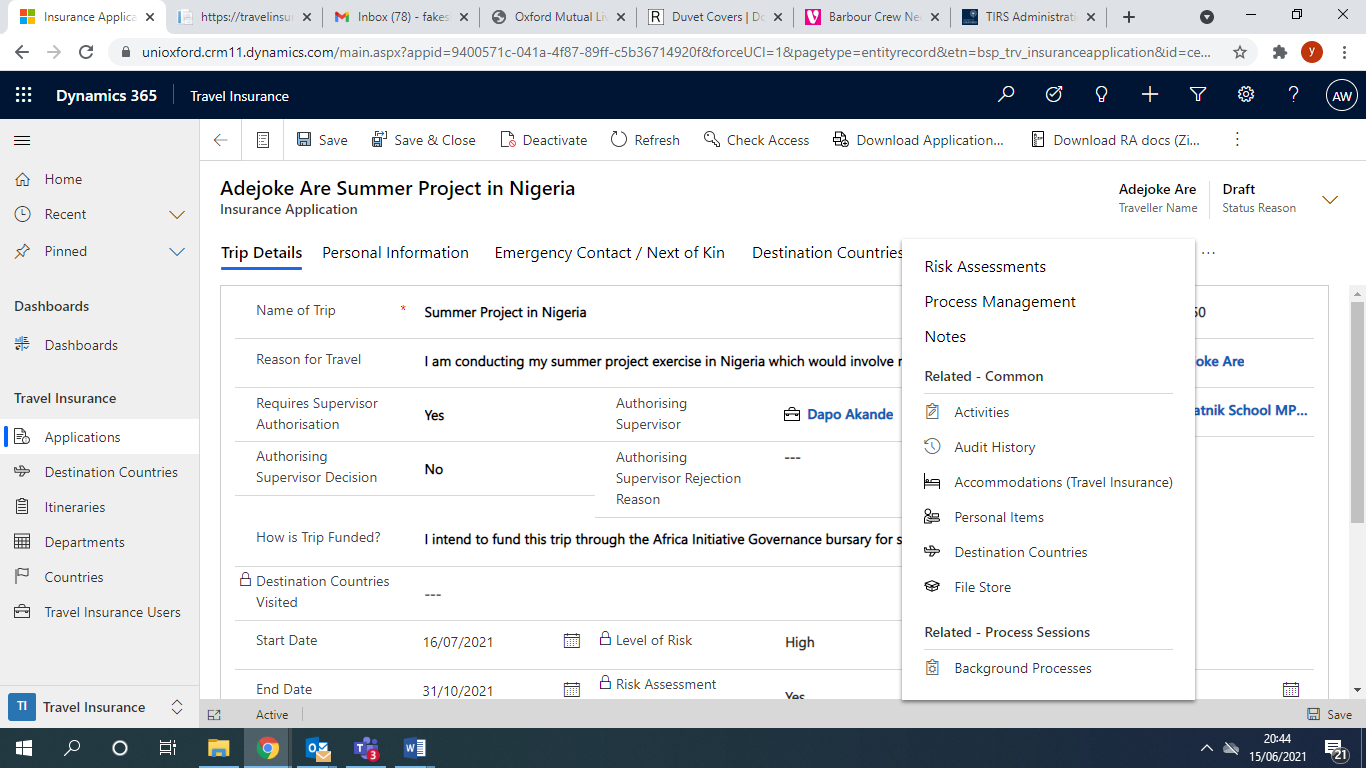 Insurance Applica
https://travelinsu
Inbox (78) - fakes
Oxford Mutual Li
Duvet Covers | D
Barbour Crew Ne
TIRS Administrat
unioxford.crm11.dynamics.com/main.aspx?appid=9400571c-041a-4f87-89ff-c5b36714920f&forceUCI=1&pagetype=entityrecord&etn=bsp_trv_insuranceapplication&id=ce...
y
Dynamics 365
Travel Insurance
AW
Save
Save & Close
Deactivate
Refresh
Check Access
Download Application...
Download RA docs (Zi...
Home
Recent
Pinned
Dashboards
Dashboards
Travel Insurance
Applications
Destination Countries
Itineraries
Departments
Countries
Travel Insurance Users
TI Travel Insurance
Adejoke Are Summer Project in Nigeria
Insurance Application
Adejoke Are
Traveller Name
Draft
Status Reason
Trip Details
Personal Information
Emergency Contact / Next of Kin
Destination Countries
...
Name of Trip * Summer Project in Nigeria
Reason for Travel I am conducting my summer project exercise in Nigeria which would involve
oke Are
Requires Supervisor
Authorisation
Yes
Authorising
Supervisor
Dapo Akande
atnik School MP...
Authorising
Supervisor Decision
No
Authorising
Supervisor Rejection
Reason
---
How is Trip Funded? I intend to fund this trip through the Africa Initiative Governance bursary for s
Destination Countries
Visited
---
Start Date 16/07/2021
Level of Risk High
End Date 31/10/2021
Risk Assessment Yes
Risk Assessments
Process Management
Notes
Related - Common
Activities
Audit History
Accommodations (Travel Insurance)
Personal Items
Destination Countries
File Store
Related - Process Sessions
Background Processes
Active
Save
3
20:44
15/06/2021
21